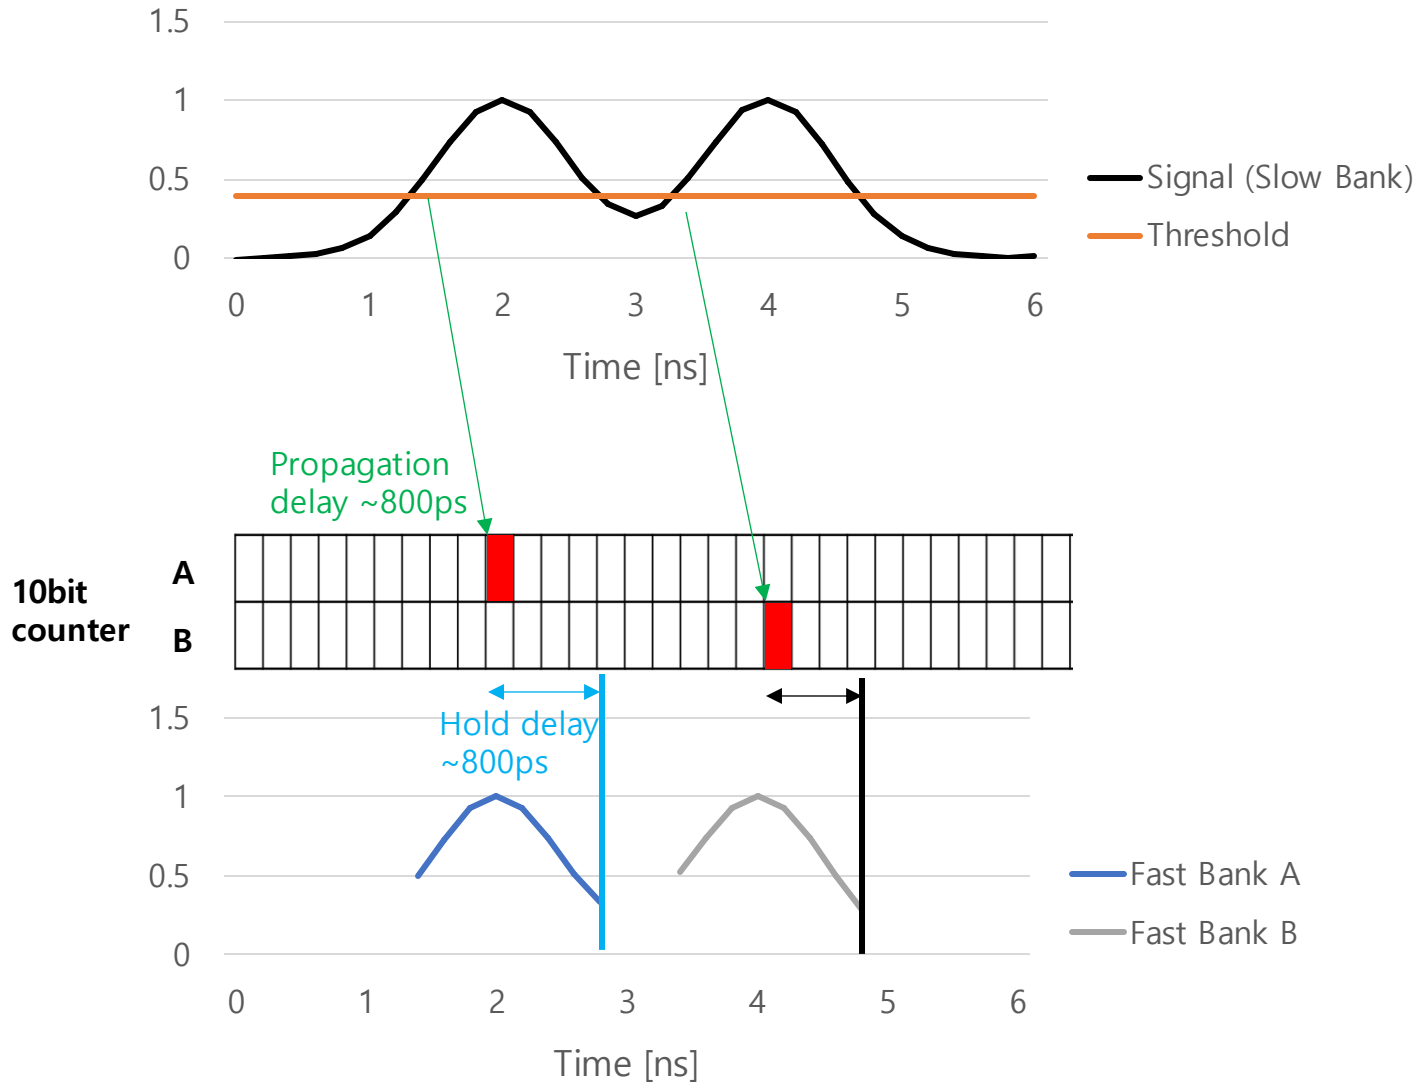 1.5
1
0.5
0
0 1 2 3 4 5 6
Time [ns]
Signal (Slow Bank)
Threshold
Propagation
delay ~800ps
10bit
counter
A
B
Hold delay
~800ps
1.5
1
0.5
0
0 1 2 3 4 5 6
Time [ns]
Fast Bank A
Fast Bank B